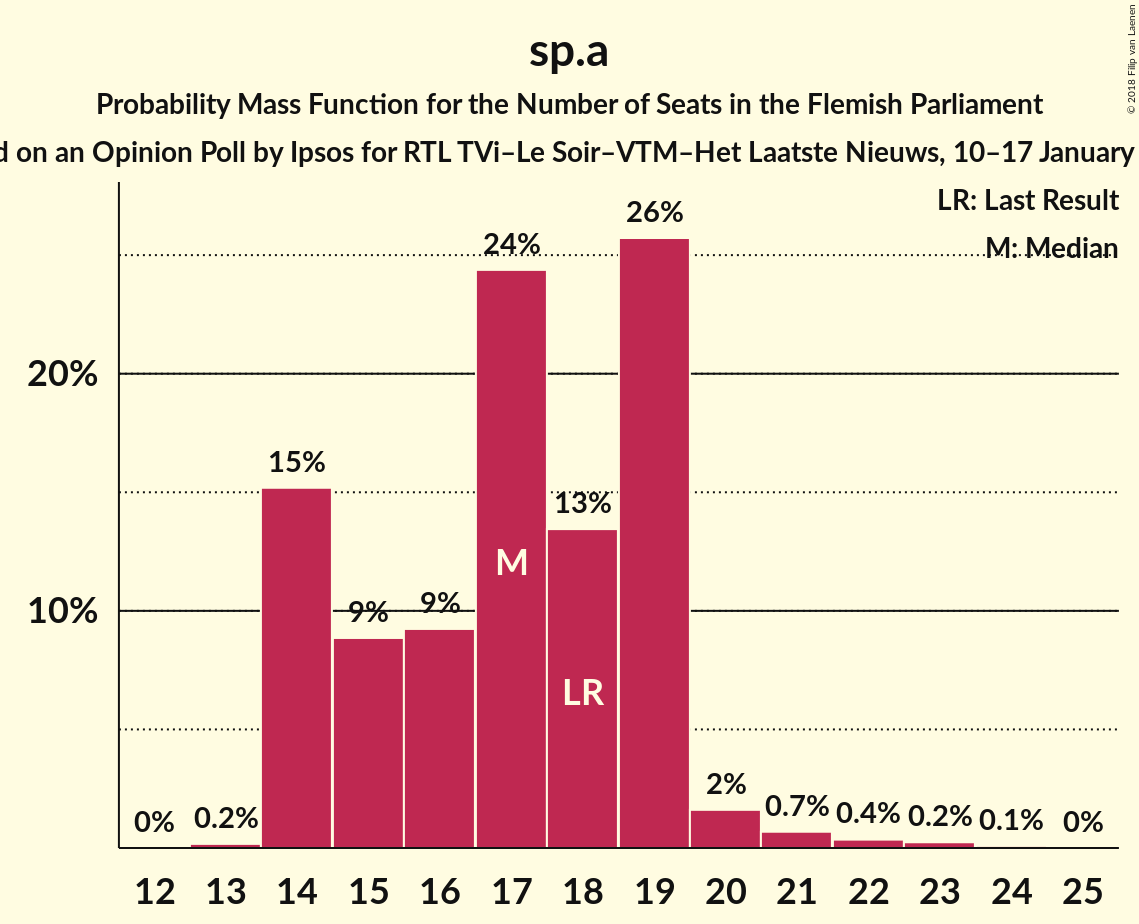 sp.a
Probability Mass Function for the Number of Seats in the Flemish Parliament
on an Opinion Poll by Ipsos for RTL TVi–Le Soir–VTM–Het Laatste Nieuws, 10–17 January
© 2018 Filip van Laenen
LR: Last Result
M: Median
20%
10%
0%
0.2%
15%
9%
9%
24%
13%
26%
2%
0.7%
0.4%
0.2%
0.1%
0%
M
LR
12 13 14 15 16 17 18 19 20 21 22 23 24 25